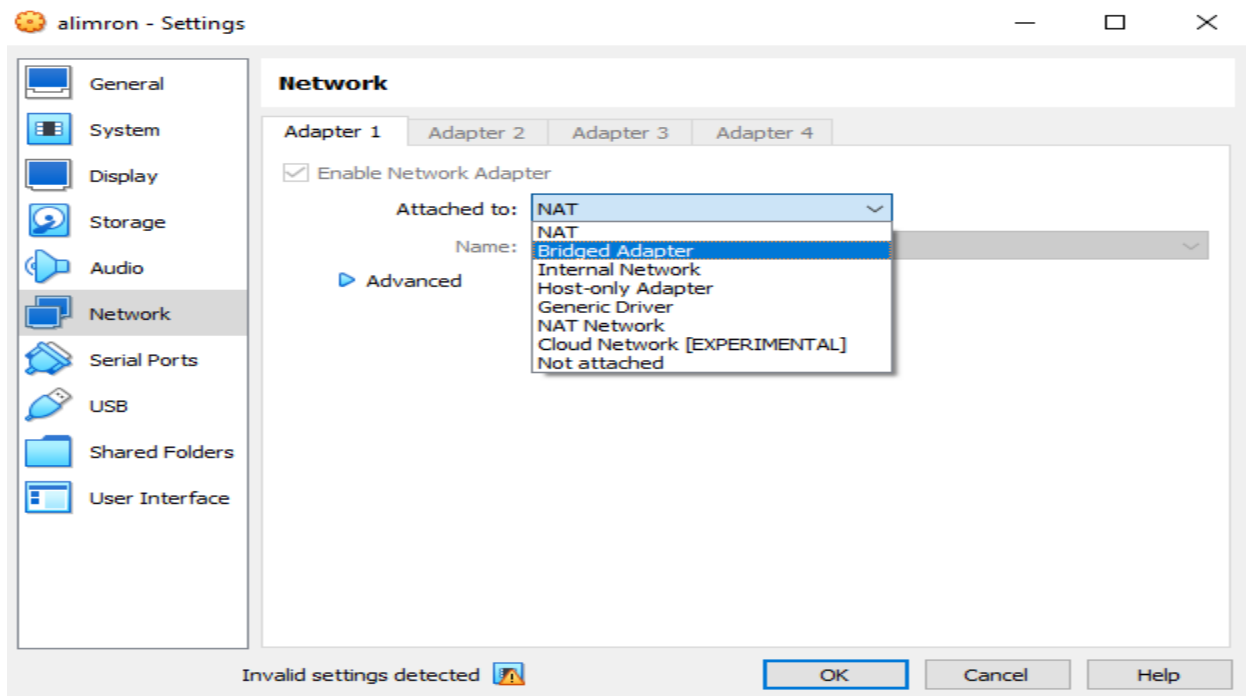 alimron - Settings
General
System
Display
Storage
Audio
Network
Serial Ports
USB
Shared Folders
User Interface
Network
Adapter 1 Adapter 2 Adapter 3 Adapter 4
Enable Network Adapter
Attached to: NAT
NAT
Name: Bridged Adapter
Internal Network
Advanced
Host-only Adapter
Generic Driver
NAT Network
Cloud Network [EXPERIMENTAL]
Not attached
Invalid settings detected
OK Cancel Help